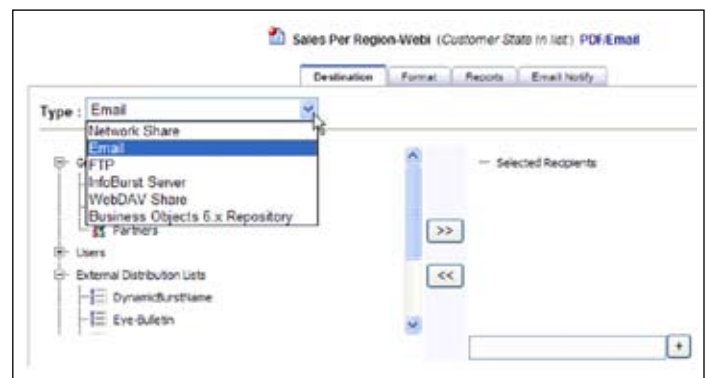 Sales Per Region-Webi (Customer State In list) PDF/Email
Destination Format Reports Email Notify
Type : Email
Network Share
Email
FTP
InfoBurst Server
WebDAV Share
Business Objects 6.x Repository
Partners
Users
External Distribution Lists
DynamicBurstName
Eye-Bulletin
Selected Recipients
>>
<<
+